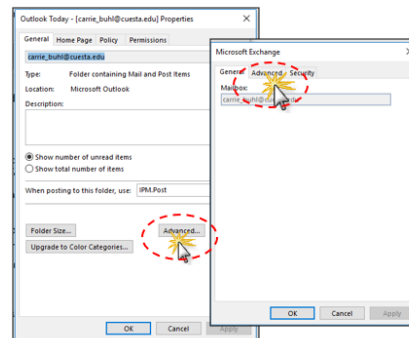 Outlook Today - [carrie_buhl@cuesta.edu] Properties
General Home Page Policy Permissions
carrie_buhl@cuesta.edu
Type: Folder containing Mail and Post Items
Location: Microsoft Outlook
Description:
Show number of unread items
Show total number of items
When posting to this folder, use: IPM.Post
Folder Size... Advanced...
Upgrade to Color Categories...
OK Cancel Apply
Microsoft Exchange
General Advanced Security
Mailbox:
carrie_buhl@cuesta.edu
OK Cancel Apply